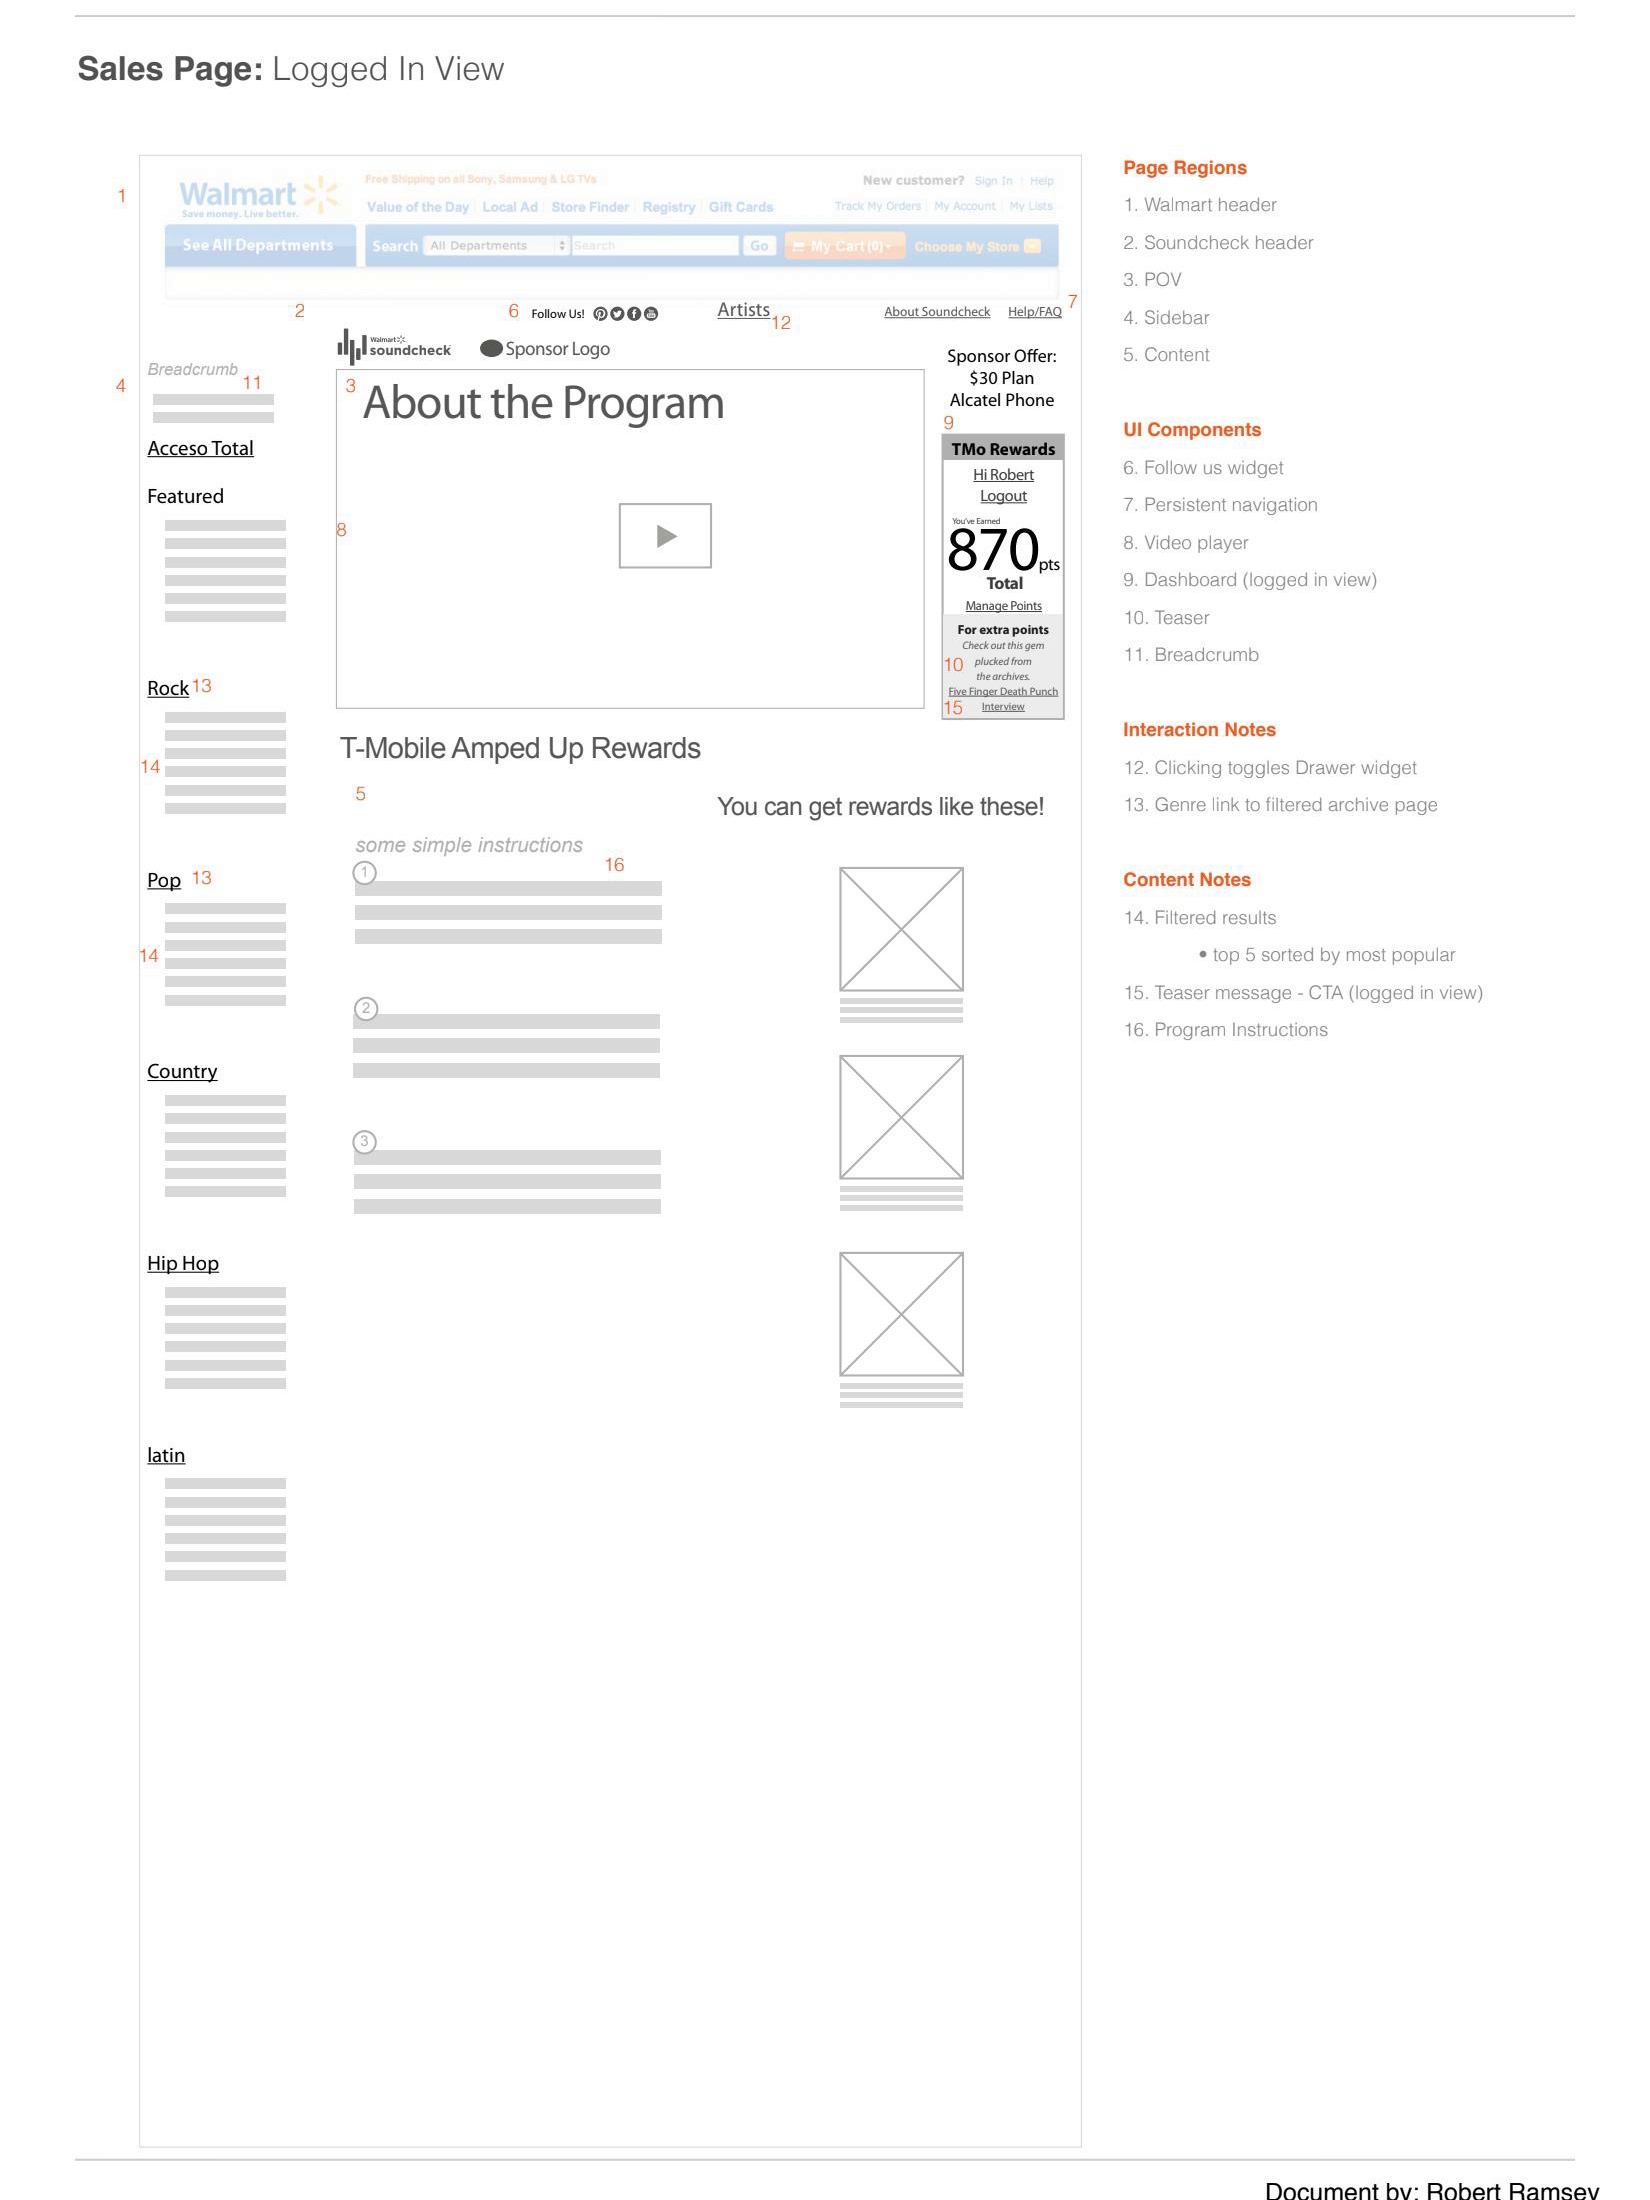 Sales Page: Logged In View
1
Walmart
Save money. Live better.
Free Shipping on all Sony, Samsung & LG TVs
New customer? Sign In | Help
Value of the Day | Local Ad | Store Finder | Registry | Gift Cards
Track My Orders | My Account | My Lists
See All Departments
Search All Departments Search Go My Cart (0) Choose My Store
2
6 Follow Us!
Artists 12
About Soundcheck Help/FAQ 7
Walmart
soundcheck
Sponsor Logo
4 Breadcrumb 11
Acceso Total
Featured
Rock 13
14
Pop 13
14
Country
Hip Hop
latin
3 About the Program
8
Sponsor Offer:
$30 Plan
Alcatel Phone
9
TMo Rewards
Hi Robert
Logout
You've Earned
870 pts
Total
Manage Points
For extra points
Check out this gem
10 plucked from
the archives.
Five Finger Death Punch
15 Interview
T-Mobile Amped Up Rewards
5
some simple instructions
16
1
2
3
You can get rewards like these!
Page Regions
1. Walmart header
2. Soundcheck header
3. POV
4. Sidebar
5. Content
UI Components
6. Follow us widget
7. Persistent navigation
8. Video player
9. Dashboard (logged in view)
10. Teaser
11. Breadcrumb
Interaction Notes
12. Clicking toggles Drawer widget
13. Genre link to filtered archive page
Content Notes
14. Filtered results
• top 5 sorted by most popular
15. Teaser message - CTA (logged in view)
16. Program Instructions
Document by: Robert Ramsey